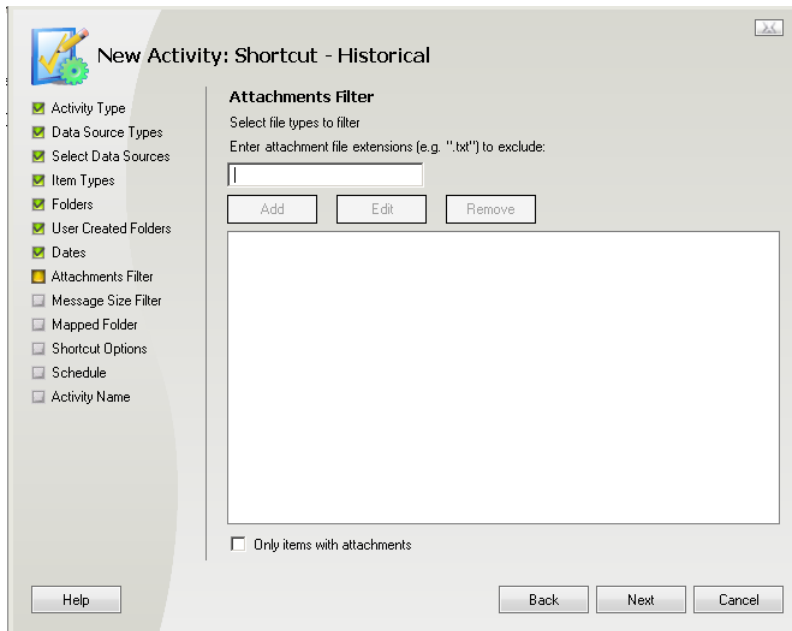 New Activity: Shortcut - Historical
Activity Type
Data Source Types
Select Data Sources
Item Types
Folders
User Created Folders
Dates
Attachments Filter
Message Size Filter
Mapped Folder
Shortcut Options
Schedule
Activity Name
Attachments Filter
Select file types to filter
Enter attachment file extensions (e.g. ".txt") to exclude:
Add Edit Remove
Only items with attachments
Help Back Next Cancel